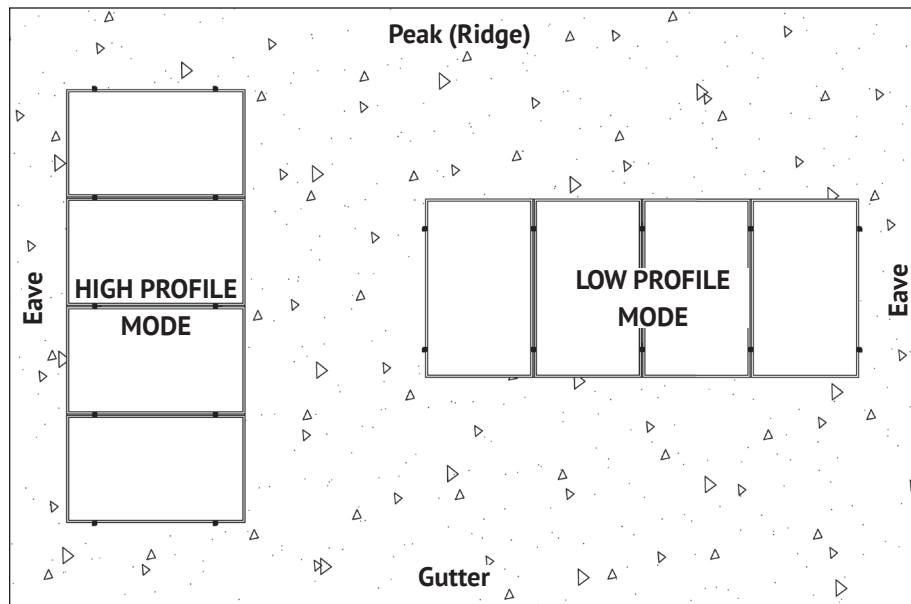 Peak (Ridge)
Eave
HIGH PROFILE
MODE
LOW PROFILE
MODE
Eave
Gutter